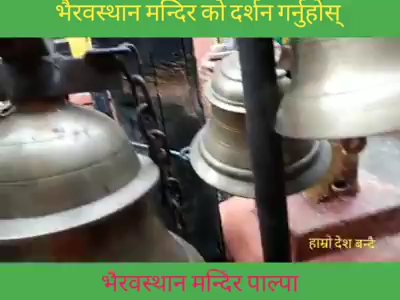 भैरवस्थान मन्दिर को दर्शन गर्नुहोस्
हाम्रो देश बन्दै
भैरवस्थान मन्दिर पाल्पा